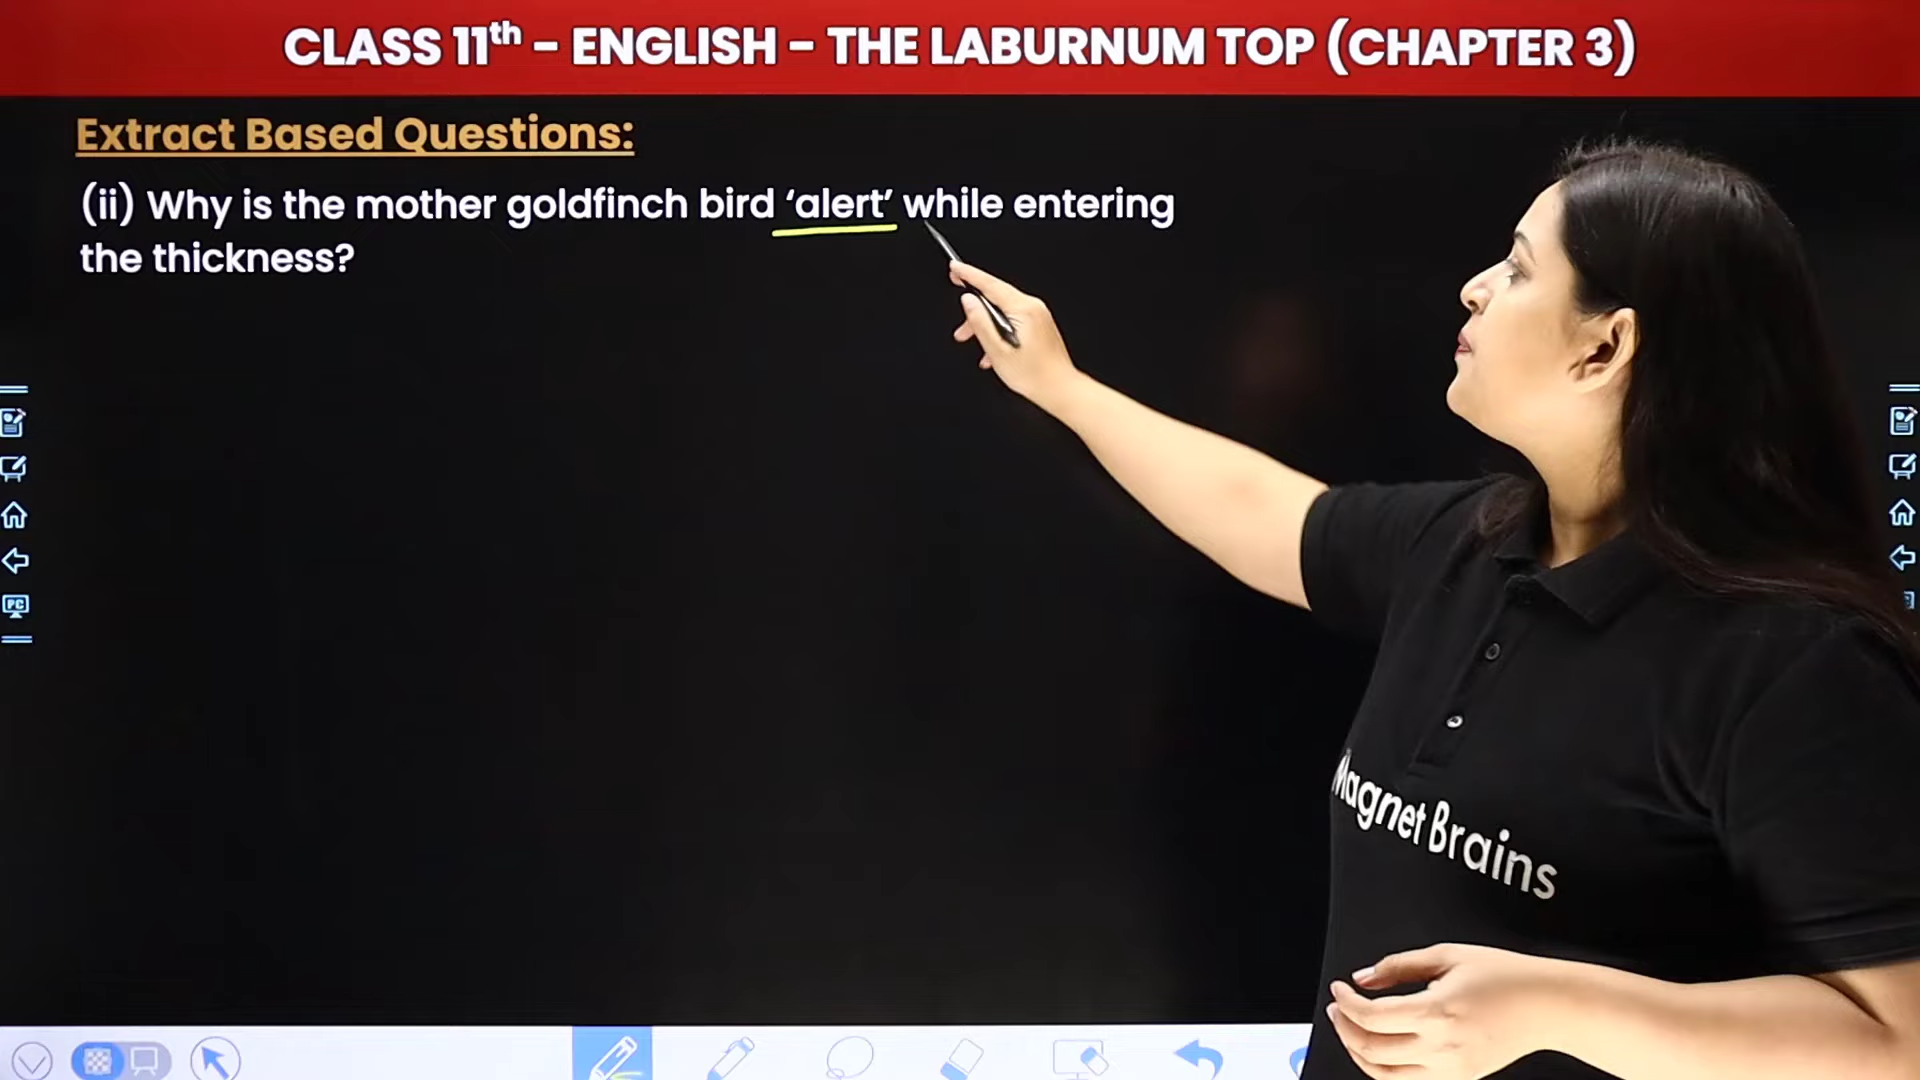 CLASS 11th - ENGLISH - THE LABURNUM TOP (CHAPTER 3)
Extract Based Questions:
(ii) Why is the mother goldfinch bird ‘alert’ while entering
the thickness?
Magnet Brains
PC